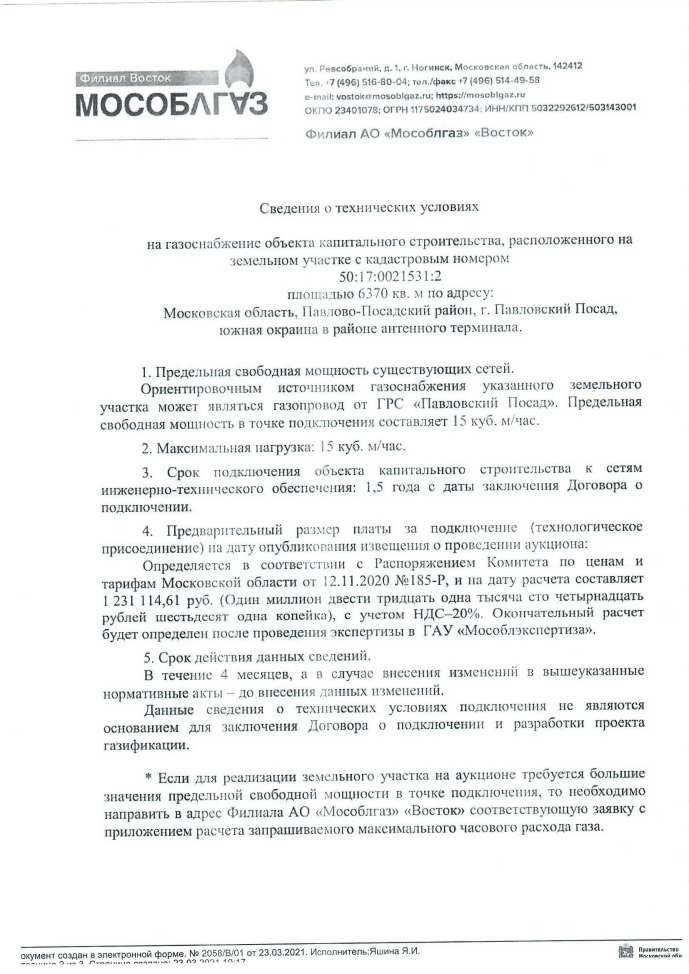 Филиал Восток
МОСОБЛГАЗ
ул. Ревсобраний, д. 1, г. Ногинск, Московская область, 142412
Тел. +7 (496) 516-80-04; тел./факс +7 (496) 514-49-58
e-mail: vostok@mosoblgaz.ru; https://mosoblgaz.ru
ОКПО 23401078; ОГРН 1175024034734; ИНН/КПП 5032292612/503143001
Филиал АО «Мособлгаз» «Восток»
Сведения о технических условиях
на газоснабжение объекта капитального строительства, расположенного на
земельном участке с кадастровым номером
50:17:0021531:2
площадью 6370 кв. м по адресу:
Московская область, Павлово-Посадский район, г. Павловский Посад,
южная окраина в районе антенного терминала.
1. Предельная свободная мощность существующих сетей.
Ориентировочным источником газоснабжения указанного земельного
участка может являться газопровод от ГРС «Павловский Посад». Предельная
свободная мощность в точке подключения составляет 15 куб. м/час.
2. Максимальная нагрузка: 15 куб. м/час.
3. Срок подключения объекта капитального строительства к сетям
инженерно-технического обеспечения: 1,5 года с даты заключения Договора о
подключении.
4. Предварительный размер платы за подключение (технологическое
присоединение) на дату опубликования извещения о проведении аукциона:
Определяется в соответствии с Распоряжением Комитета по ценам и
тарифам Московской области от 12.11.2020 №185-Р, и на дату расчета составляет
1 231 114,61 руб. (Один миллион двести тридцать одна тысяча сто четырнадцать
рублей шестьдесят одна копейка), с учетом НДС–20%. Окончательный расчет
будет определен после проведения экспертизы в ГАУ «Мособлэкспертиза».
5. Срок действия данных сведений.
В течение 4 месяцев, а в случае внесения изменений в вышеуказанные
нормативные акты – до внесения данных изменений.
Данные сведения о технических условиях подключения не являются
основанием для заключения Договора о подключении и разработки проекта
газификации.
* Если для реализации земельного участка на аукционе требуется большие
значения предельной свободной мощности в точке подключения, то необходимо
направить в адрес Филиала АО «Мособлгаз» «Восток» соответствующую заявку с
приложением расчета запрашиваемого максимального часового расхода газа.
окумент создан в электронной форме. № 2058/В/01 от 23.03.2021. Исполнитель:Яшина Я.И.
Правительство
Московской обл